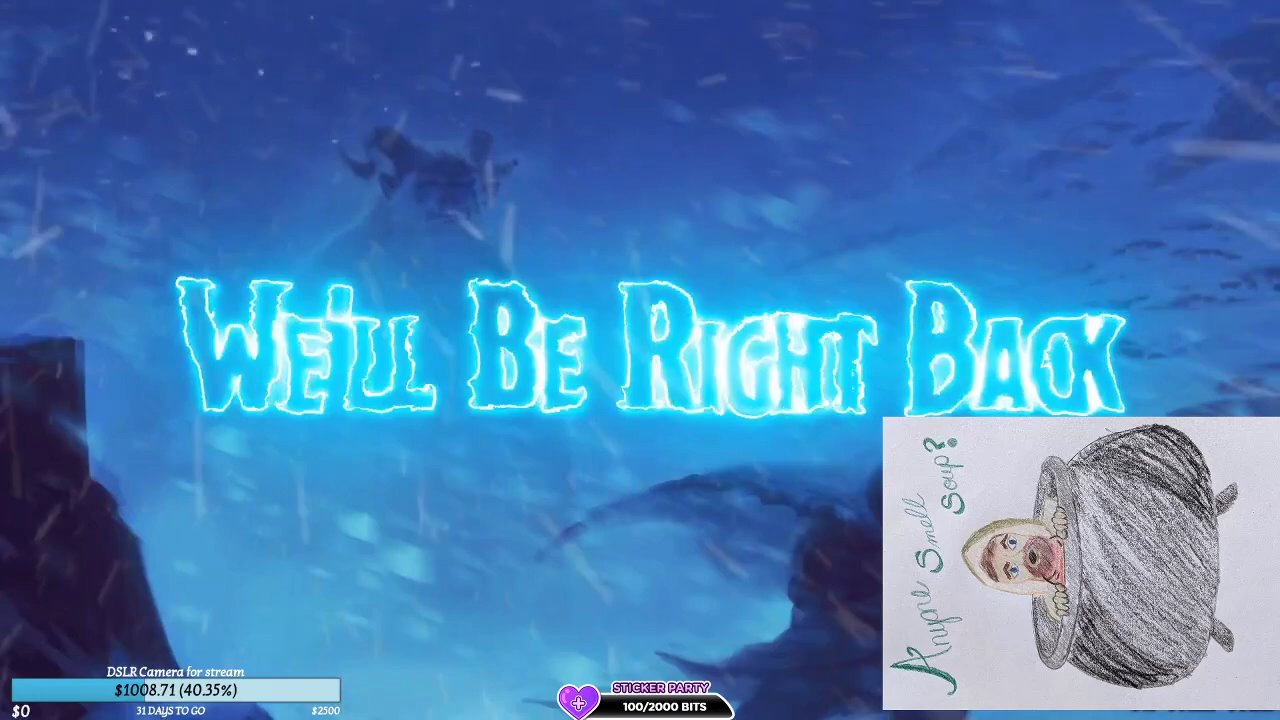 We'll Be Right Back
Anyone Smell
Soup?
DSLR Camera for stream
$1008.71 (40.35%)
$0
31 DAYS TO GO
$2500
STICKER PARTY
100/2000 BITS